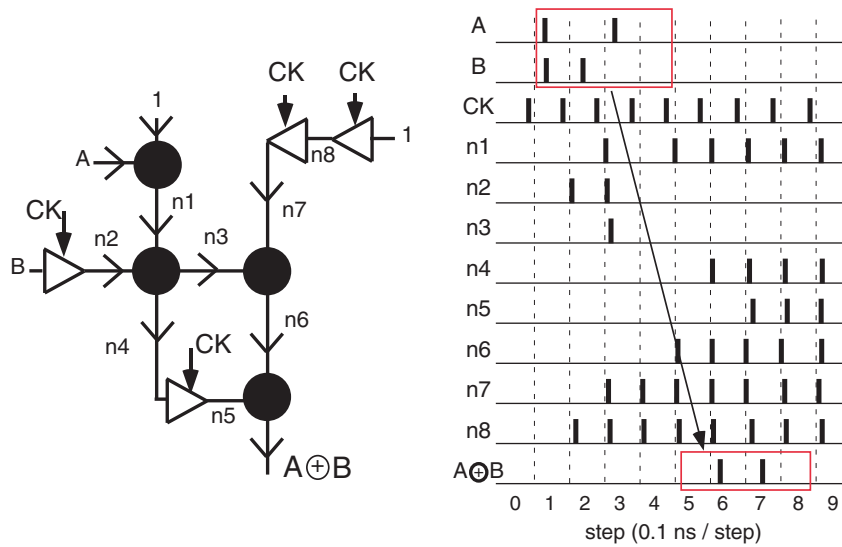 CK CK
1
1
A
n8
n1
n7
CK
n2
n3
B
n4
n6
CK
n5
A⊕B
A
B
CK
n1
n2
n3
n4
n5
n6
n7
n8
A⊕B
0 1 2 3 4 5 6 7 8 9
step (0.1 ns / step)